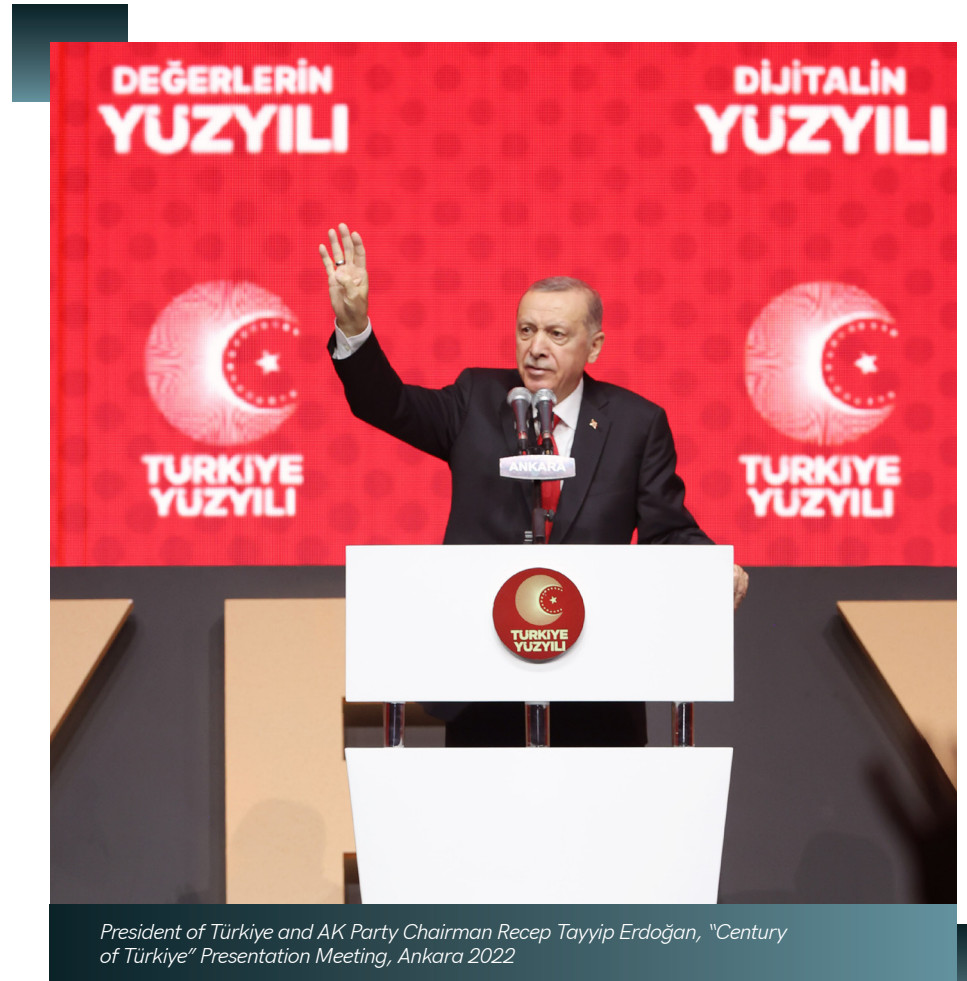 DEĞERLERİN
YÜZYILI
DİJİTALİN
YÜZYILI
TÜRKİYE
YÜZYILI
TÜRKİYE
YÜZYILI
ANKARA
TÜRKİYE
YÜZYILI
President of Türkiye and AK Party Chairman Recep Tayyip Erdoğan, “Century
of Türkiye” Presentation Meeting, Ankara 2022